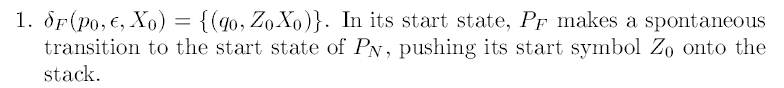 1. δ_F(p_0, ϵ, X_0) = {(q_0, Z_0X_0)}. In its start state, P_F makes a spontaneous
transition to the start state of P_N, pushing its start symbol Z_0 onto the
stack.